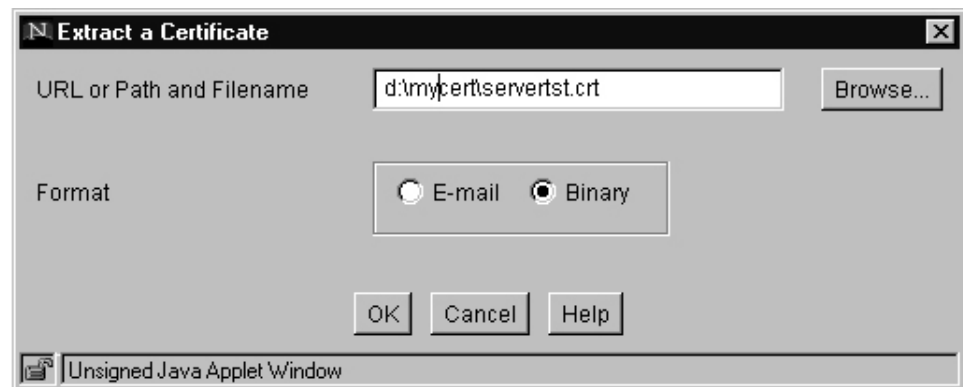 N Extract a Certificate
URL or Path and Filename d:\mycert\servertst.crt Browse...
Format E-mail Binary
OK Cancel Help
Unsigned Java Applet Window